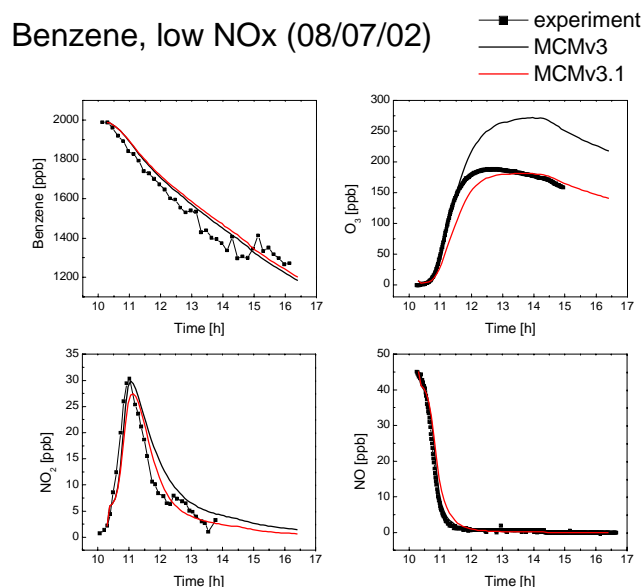 Benzene, low NOx (08/07/02)
experiment
MCMv3
MCMv3.1
Benzene [ppb]
2000
1800
1600
1400
1200
10 11 12 13 14 15 16 17
Time [h]
O₃ [ppb]
300
250
200
150
100
50
0
10 11 12 13 14 15 16 17
Time [h]
NO₂ [ppb]
35
30
25
20
15
10
5
0
10 11 12 13 14 15 16 17
Time [h]
NO [ppb]
50
40
30
20
10
0
10 11 12 13 14 15 16 17
Time [h]